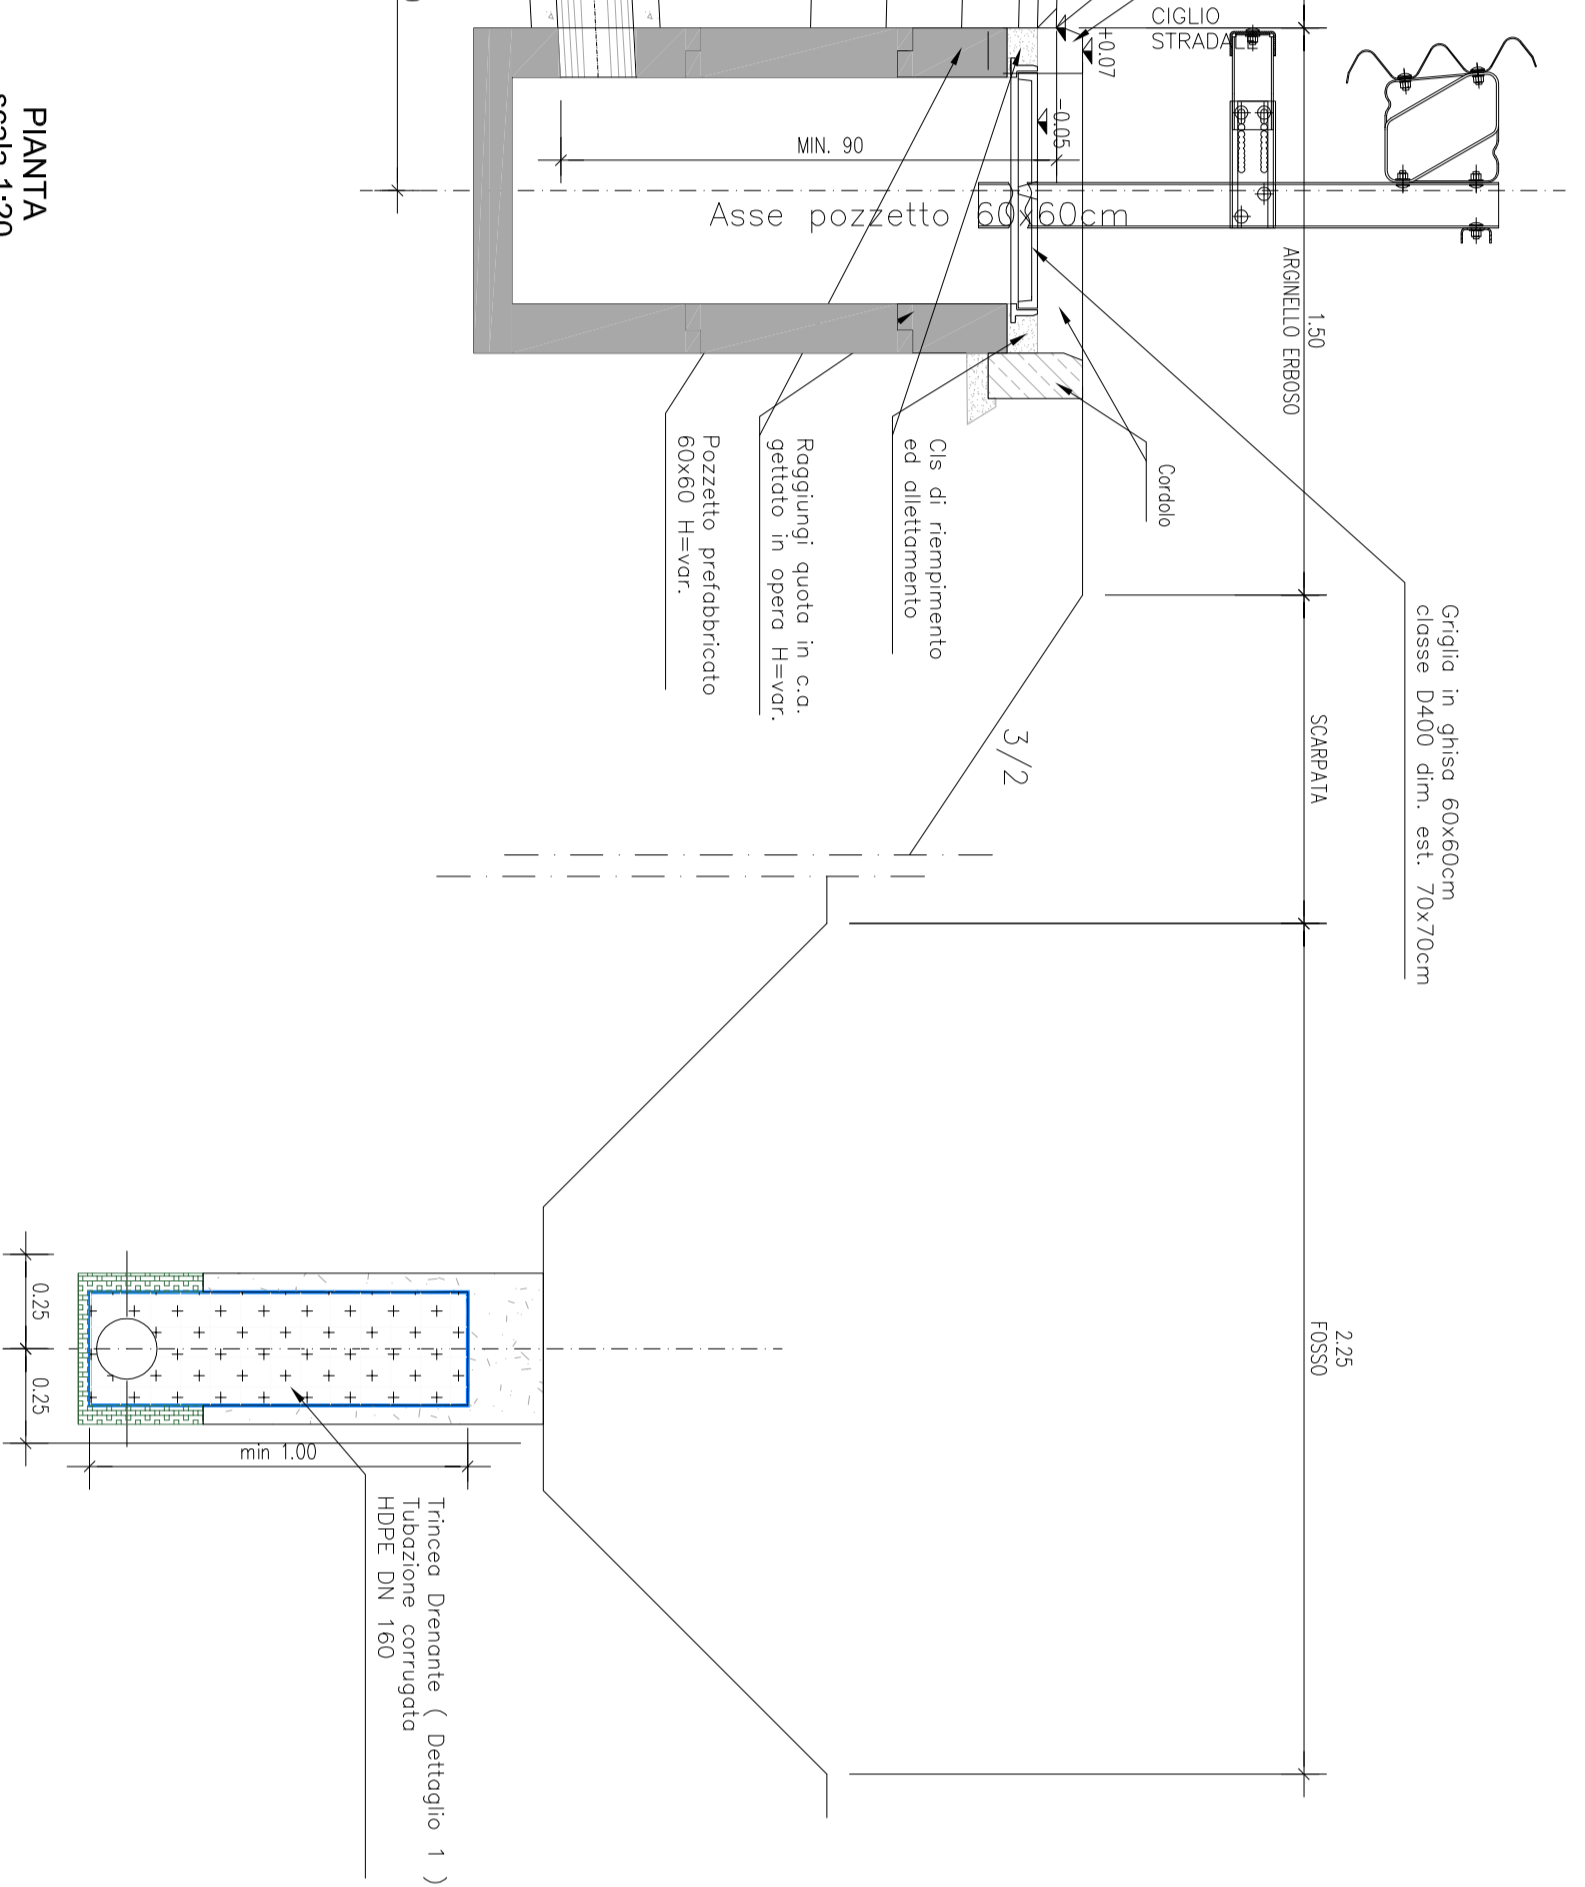 CIGLIO
STRADALE
+0.07
-0.05
MIN. 90
Asse pozzetto 60x60cm
1.50
ARGINELLO ERBOSO
SCARPATA
2.25
FOSSO
Griglia in ghisa 60x60cm
classe D400 dim. est. 70x70cm
Cordolo
Cls di riempimento
ed allettamento
Raggiungi quota in c.a.
gettato in opera H=var.
Pozzetto prefabbricato
60x60 H=var.
3/2
0.25
0.25
min 1.00
Trincea Drenante ( Dettaglio 1 )
Tubazione corrugata
HDPE DN 160
PIANTA
scala 1:20